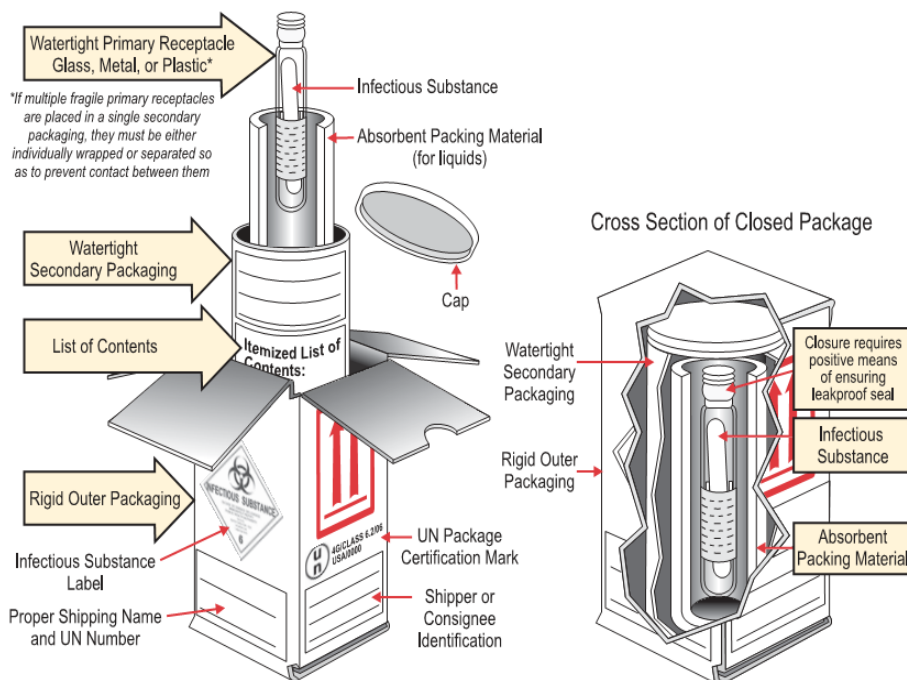 Watertight Primary Receptacle
Glass, Metal, or Plastic*
*If multiple fragile primary receptacles
are placed in a single secondary
packaging, they must be either
individually wrapped or separated so
as to prevent contact between them
Infectious Substance
Absorbent Packing Material
(for liquids)
Cap
Watertight
Secondary Packaging
List of Contents
Itemized List of
Contents:
Rigid Outer Packaging
INFECTIOUS SUBSTANCE
6
un
4G/CLASS 6.2/06
USA/0000
UN Package
Certification Mark
Infectious Substance
Label
Proper Shipping Name
and UN Number
Shipper or
Consignee
Identification
Cross Section of Closed Package
Watertight
Secondary
Packaging
Rigid Outer
Packaging
Closure requires
positive means
of ensuring
leakproof seal
Infectious
Substance
Absorbent
Packing Material